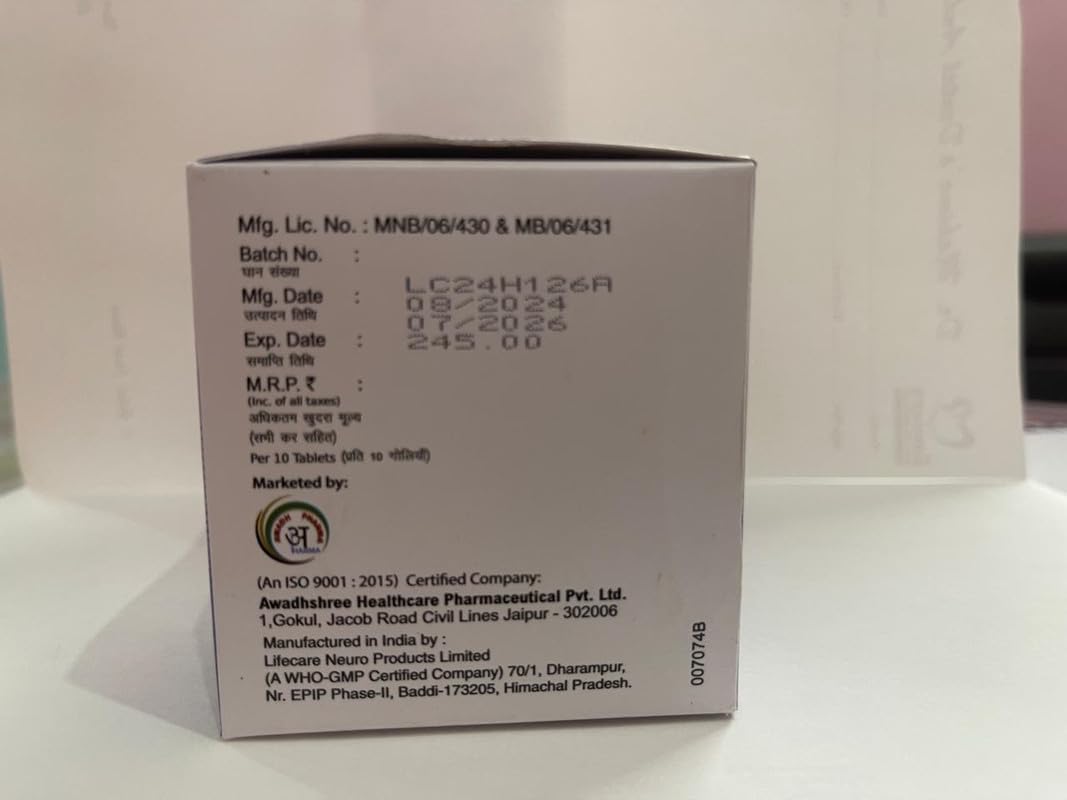 Mfg. Lic. No. : MNB/06/430 & MB/06/431
Batch No. :
घान संख्या
LC24H126A
Mfg. Date :
08/2024
उत्पादन तिथि
07/2026
Exp. Date :
245.00
समाप्ति तिथि
M.R.P. ₹ :
(Inc. of all taxes)
अधिकतम खुदरा मूल्य
(सभी कर सहित)
Per 10 Tablets (प्रति 10 गोलियाँ)
Marketed by:
AWADH PHARMA
अ
PHARMA
(An ISO 9001 : 2015) Certified Company:
Awadhshree Healthcare Pharmaceutical Pvt. Ltd.
1,Gokul, Jacob Road Civil Lines Jaipur - 302006
Manufactured in India by :
Lifecare Neuro Products Limited
(A WHO-GMP Certified Company) 70/1, Dharampur,
Nr. EPIP Phase-II, Baddi-173205, Himachal Pradesh.
007074B